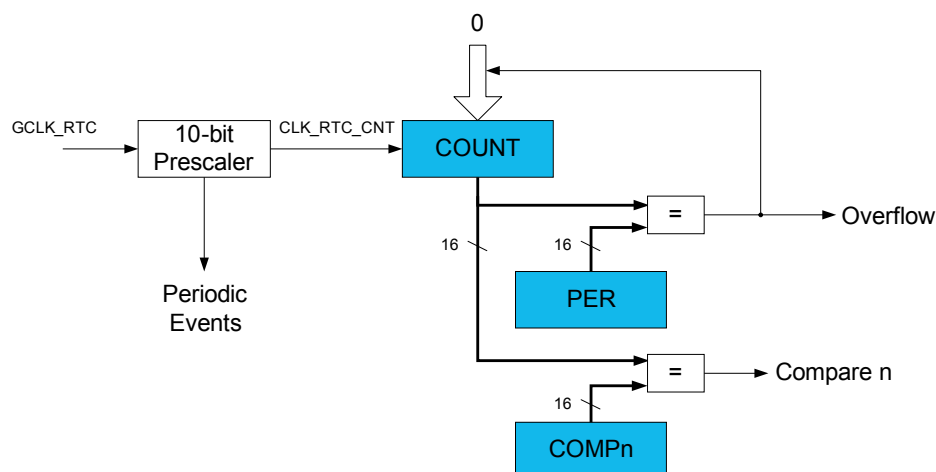 0
GCLK_RTC
10-bit
Prescaler
CLK_RTC_CNT
COUNT
=
Overflow
16
16
PER
Periodic
Events
=
Compare n
16
COMPn